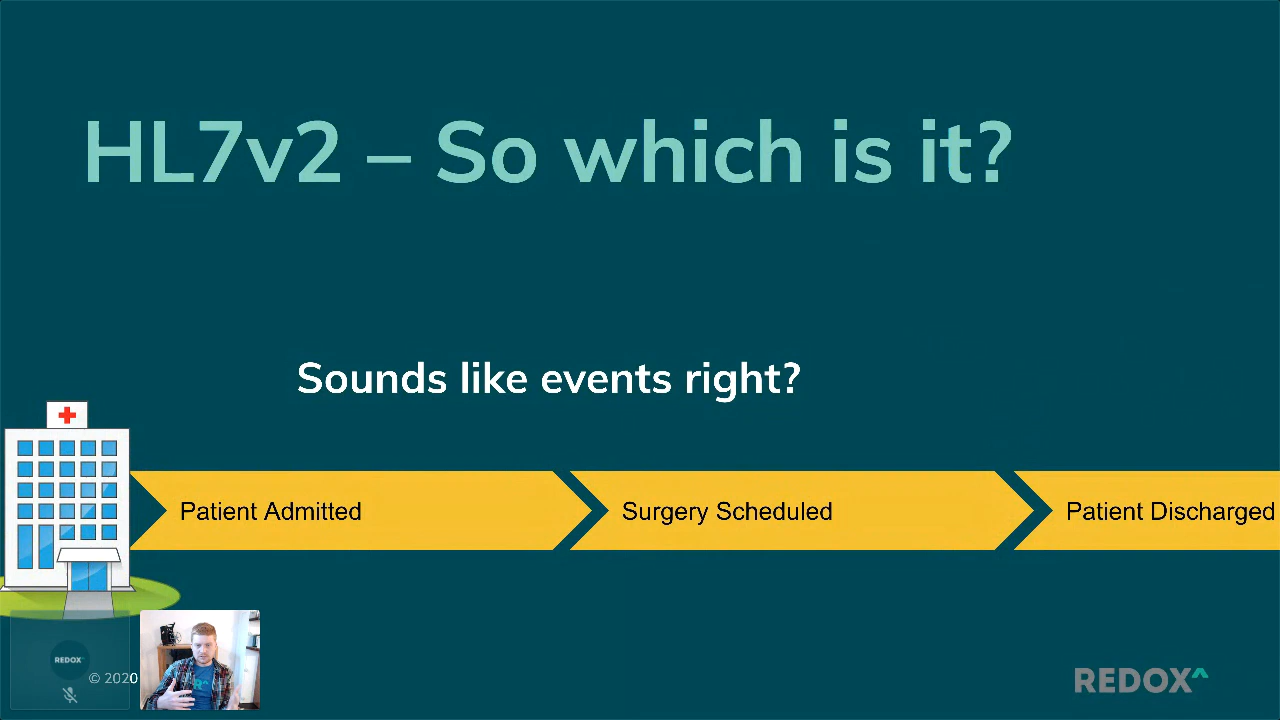 HL7v2 – So which is it?
Sounds like events right?
Patient Admitted
Surgery Scheduled
Patient Discharged
REDOX
© 2020
REDOX^